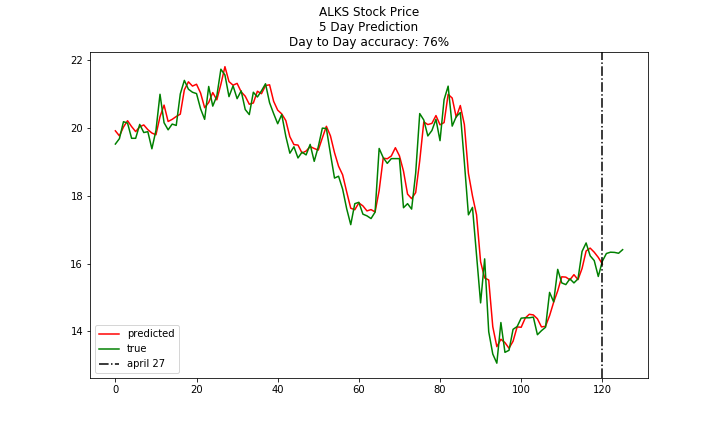 ALKS Stock Price
5 Day Prediction
Day to Day accuracy: 76%
22
20
18
16
14
predicted
true
april 27
0
20
40
60
80
100
120